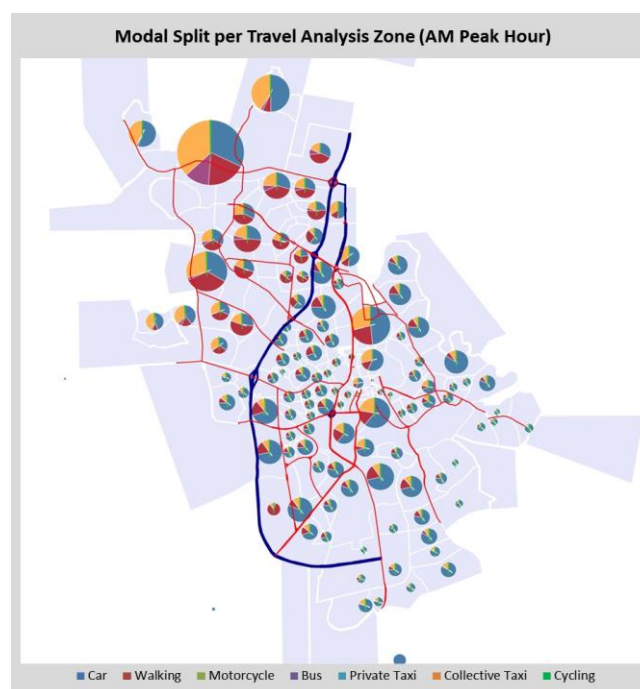 Modal Split per Travel Analysis Zone (AM Peak Hour)
Car Walking Motorcycle Bus Private Taxi Collective Taxi Cycling